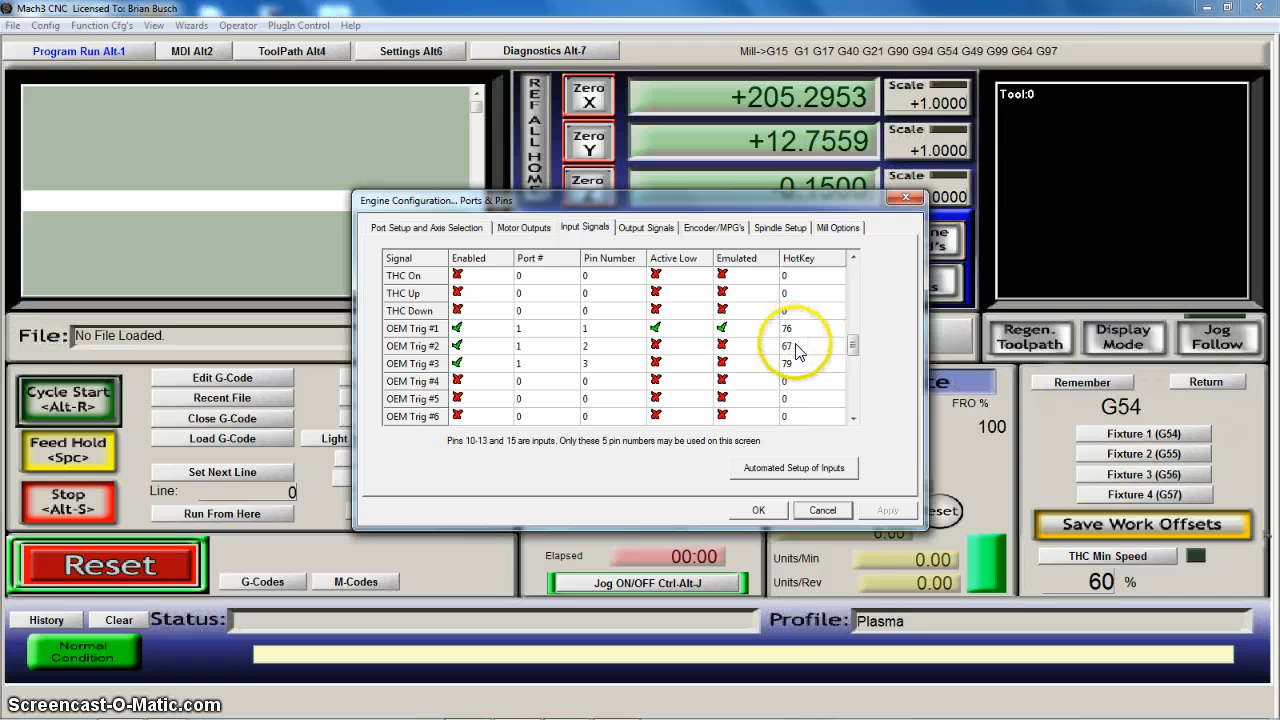 Mach3 CNC Licensed To: Brian Busch
File Config Function Cfg's View Wizards Operator PlugIn Control Help
Program Run Alt-1 MDI Alt2 ToolPath Alt4 Settings Alt6 Diagnostics Alt-7 Mill->G15 G1 G17 G40 G21 G90 G94 G54 G49 G99 G64 G97
REF ALL HOME
Zero X +205.2953 Scale +1.0000
Zero Y +12.7559 Scale +1.0000
Zero 0.1500 Scale 0000
Tool:0
File: No File Loaded.
Regen. Toolpath Display Mode Jog Follow
Engine Configuration... Ports & Pins
Port Setup and Axis Selection Motor Outputs Input Signals Output Signals Encoder/MPG's Spindle Setup Mill Options
Signal Enabled Port # Pin Number Active Low Emulated HotKey
THC On 0 0 0
THC Up 0 0 0
THC Down 0 0 0
OEM Trig #1 1 1 76
OEM Trig #2 1 2 67
OEM Trig #3 1 3 79
OEM Trig #4 0 0 0
OEM Trig #5 0 0 0
OEM Trig #6 0 0 0
Pins 10-13 and 15 are inputs. Only these 5 pin numbers may be used on this screen
Automated Setup of Inputs
OK Cancel Apply
Cycle Start
<Alt-R>
Feed Hold
<Spc>
Stop
<Alt-S>
Reset
Edit G-Code
Recent File
Close G-Code
Load G-Code
Light
Set Next Line
Line: 0
Run From Here
G-Codes M-Codes
Elapsed 00:00
Jog ON/OFF Ctrl-Alt-J
FRO %
100
0.00
Units/Min 0.00
Units/Rev 0.00
Remember Return
G54
Fixture 1 (G54)
Fixture 2 (G55)
Fixture 3 (G56)
Fixture 4 (G57)
Save Work Offsets
THC Min Speed
60 %
History Clear Status: Profile: Plasma
Normal
Condition
Screencast-O-Matic.com